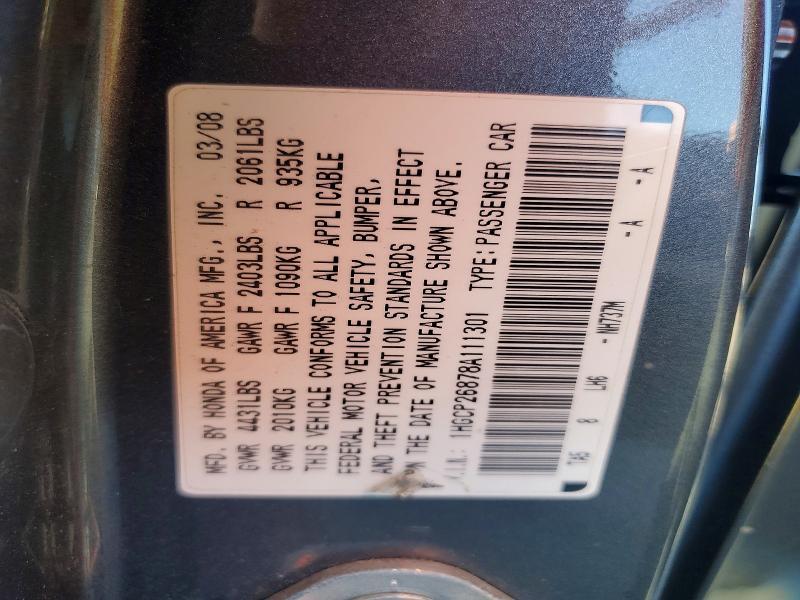 MFD. BY HONDA OF AMERICA MFG., INC. 03/08
GVWR 4431LBS GAWR F 2403LBS R 2061LBS
GVWR 2010KG GAWR F 1090KG R 935KG
THIS VEHICLE CONFORMS TO ALL APPLICABLE
FEDERAL MOTOR VEHICLE SAFETY, BUMPER,
AND THEFT PREVENTION STANDARDS IN EFFECT
ON THE DATE OF MANUFACTURE SHOWN ABOVE.
V.I.N.: 1HGCP26878A111301 TYPE:PASSENGER CAR
TA5 8 LH6 - NH737M - A - A